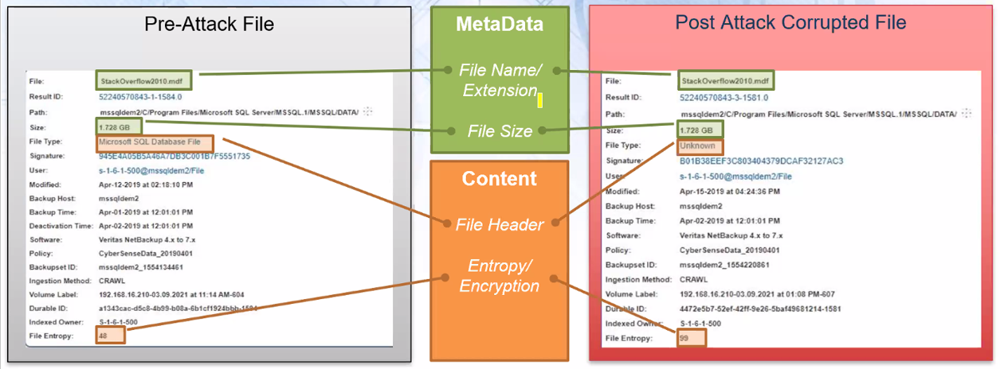 Pre-Attack File
File: StackOverflow2010.mdf
Result ID: 52240570843-1-1584.0
Path: mssqldem2/C/Program Files/Microsoft SQL Server/MSSQL.1/MSSQL/DATA/
Size: 1.728 GB
File Type: Microsoft SQL Database File
Signature: 945E4A05B5A46A7DB3C001B7F5551735
User: s-1-6-1-500@mssqldem2/File
Modified: Apr-12-2019 at 02:18:10 PM
Backup Host: mssqldem2
Backup Time: Apr-01-2019 at 12:01:01 PM
Deactivation Time: Apr-02-2019 at 12:01:01 PM
Software: Veritas NetBackup 4.x to 7.x
Policy: CyberSenseData_20190401
Backupset ID: mssqldem2_1554134461
Ingestion Method: CRAWL
Volume Label: 192.168.16.210-03.09.2021 at 11:14 AM-604
Durable ID: a1343cac-d5c8-4b99-b08a-6b1cf1924bbb-1584
Indexed Owner: S-1-6-1-500
File Entropy: 48
MetaData
File Name/
Extension
File Size
Content
File Header
Entropy/
Encryption
Post Attack Corrupted File
File: StackOverflow2010.mdf
Result ID: 52240570843-3-1581.0
Path: mssqldem2/C/Program Files/Microsoft SQL Server/MSSQL.1/MSSQL/DATA/
Size: 1.728 GB
File Type: Unknown
Signature: B01B38EEF3C803404379DCAF32127AC3
User: s-1-6-1-500@mssqldem2/File
Modified: Apr-15-2019 at 04:24:36 PM
Backup Host: mssqldem2
Backup Time: Apr-02-2019 at 12:01:01 PM
Software: Veritas NetBackup 4.x to 7.x
Policy: CyberSenseData_20190401
Backupset ID: mssqldem2_1554220861
Ingestion Method: CRAWL
Volume Label: 192.168.16.210-03.09.2021 at 01:08 PM-607
Durable ID: 4472e5b7-52ef-42ff-9e26-5baf49681214-1581
Indexed Owner: S-1-6-1-500
File Entropy: 99